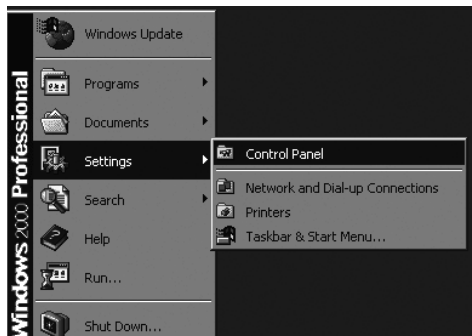 Windows 2000 Professional
Windows Update
Programs
Documents
Settings
Search
Help
Run...
Shut Down...
Control Panel
Network and Dial-up Connections
Printers
Taskbar & Start Menu...